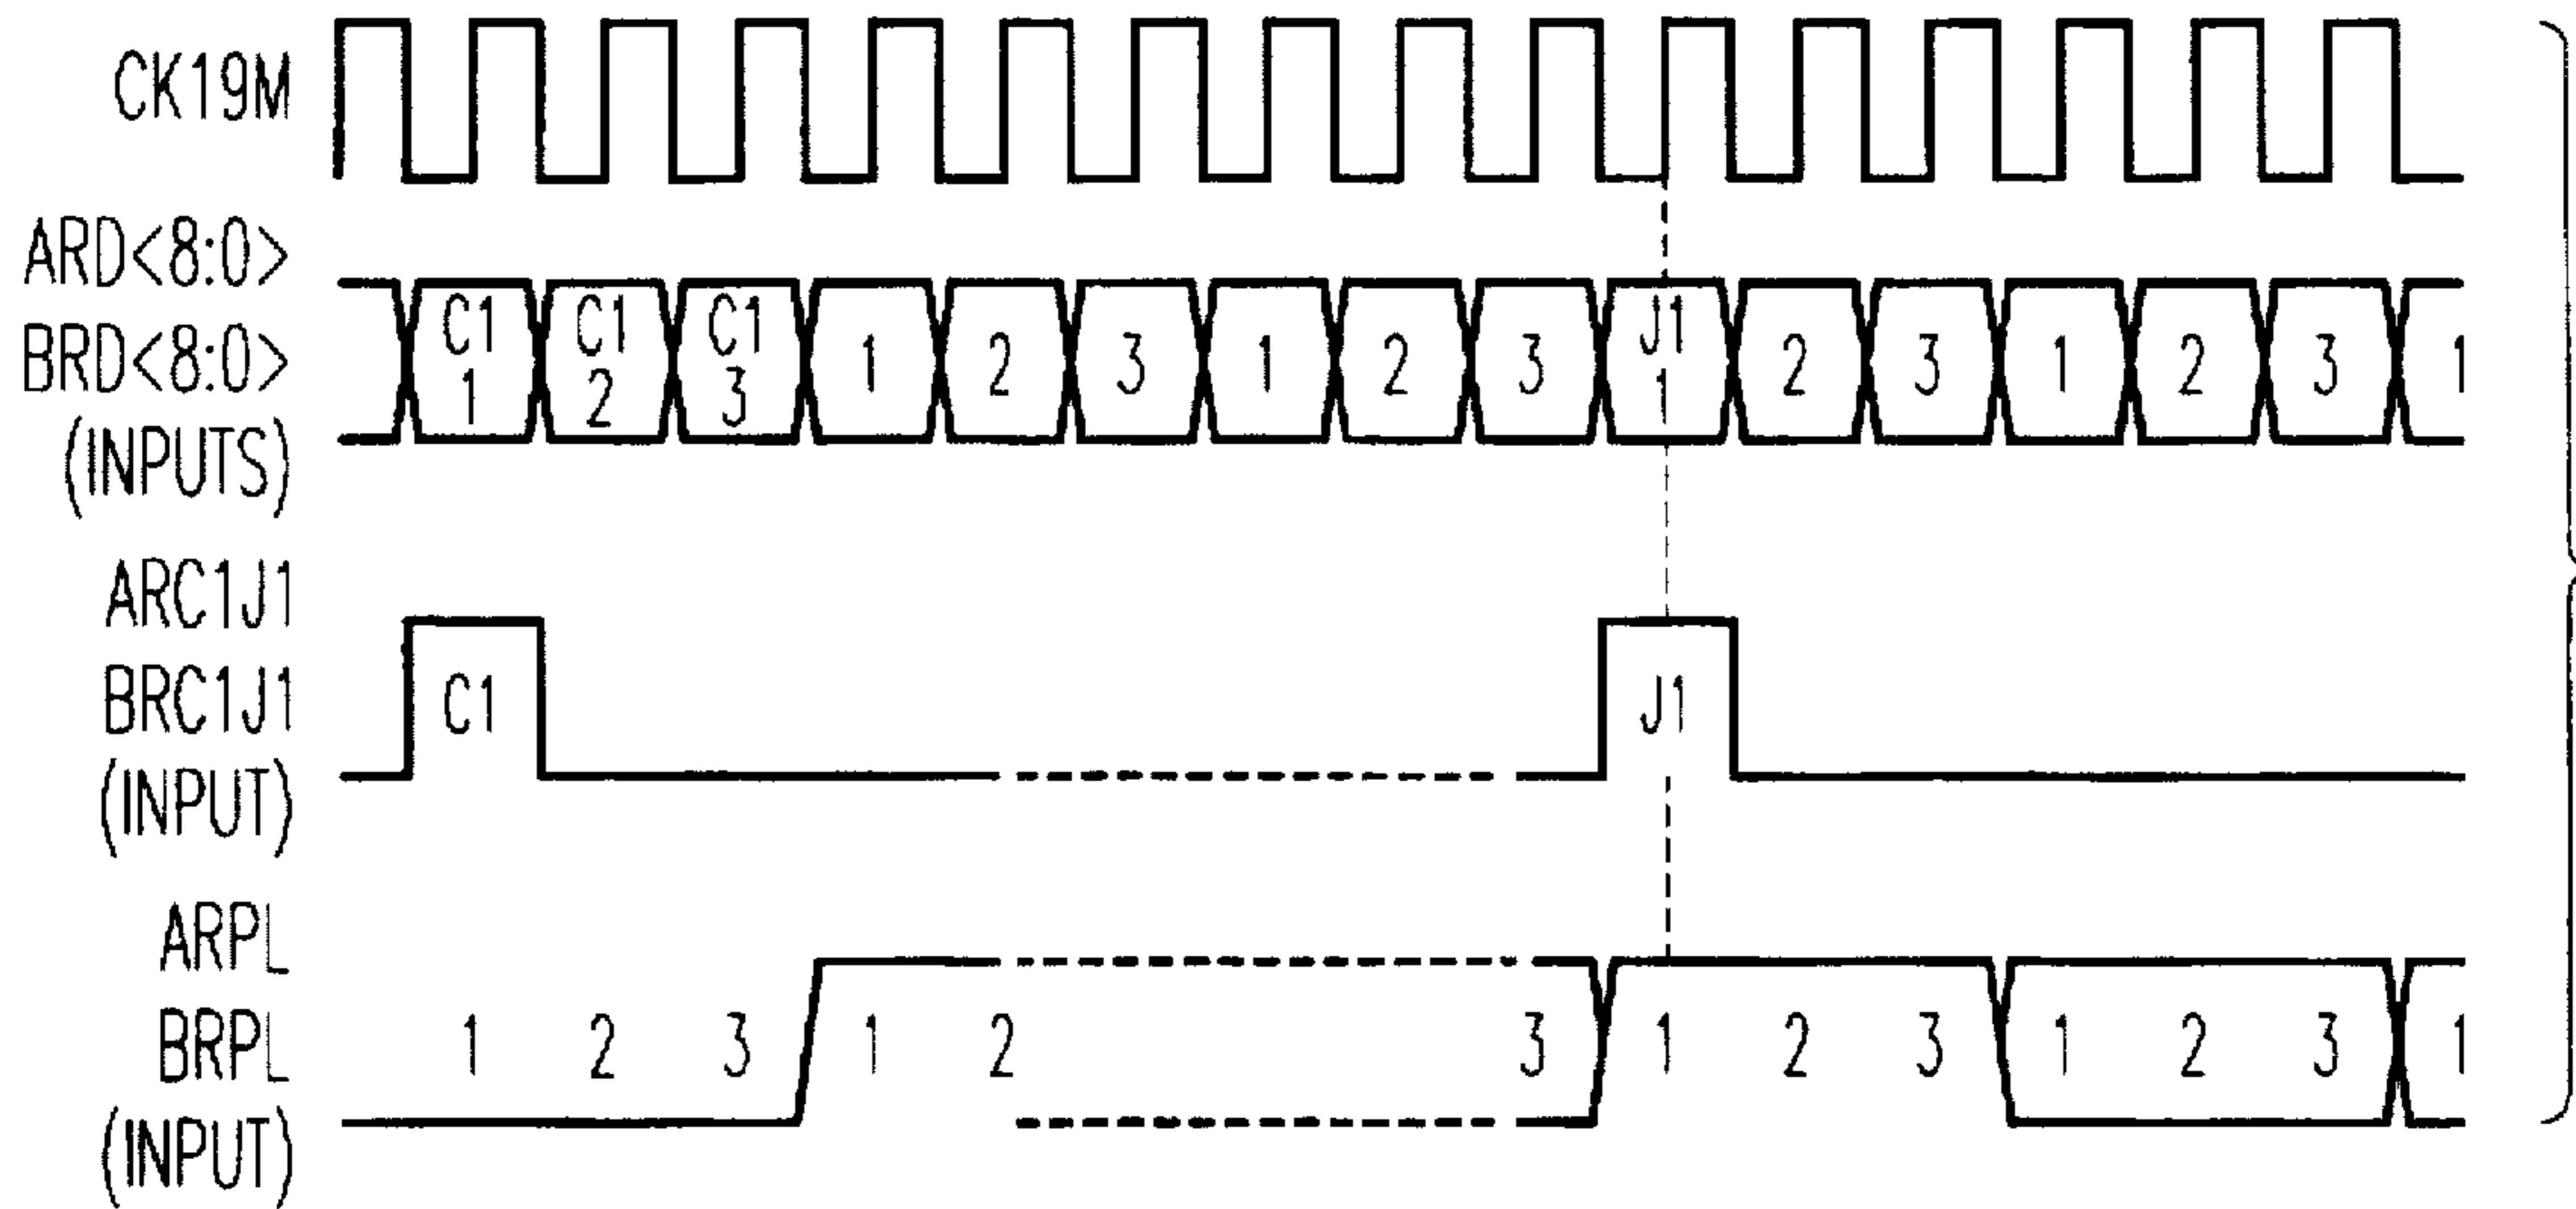 CK19M
ARD<8:0>
BRD<8:0>
(INPUTS)
C1 C1 C1 J1
1 2 3 1 2 3 1 2 3 1 2 3 1 2 3 1
ARC1J1
BRC1J1
(INPUT)
C1 J1
ARPL
BRPL
(INPUT)
1 2 3 1 2 3 1 2 3 1 2 3 1